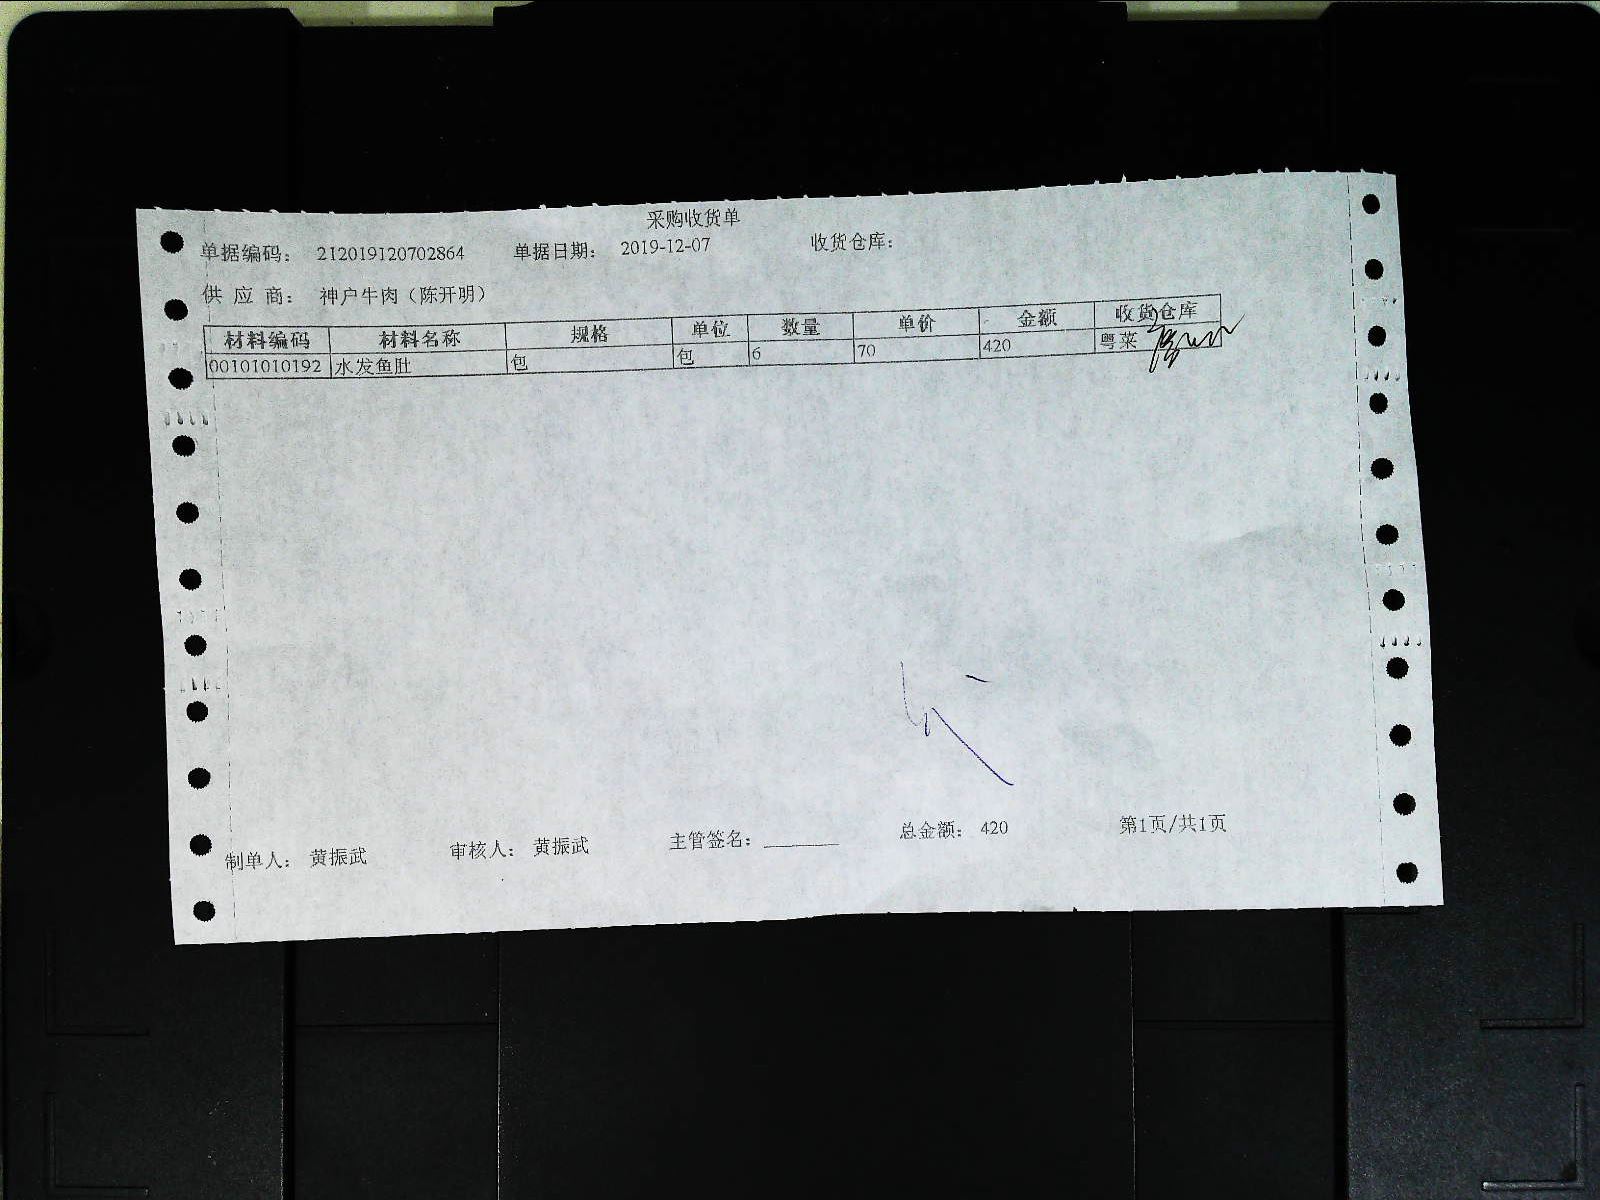 采购收货单
单据编码: 212019120702864 单据日期: 2019-12-07 收货仓库:
供 应 商: 神户牛肉（陈开明）
材料编码 材料名称 规格 单位 数量 单价 金额 收货仓库
00101010192 水发鱼肚 包 包 6 70 420 粤菜
制单人: 黄振武 审核人: 黄振武 主管签名:______ 总金额: 420 第1页/共1页